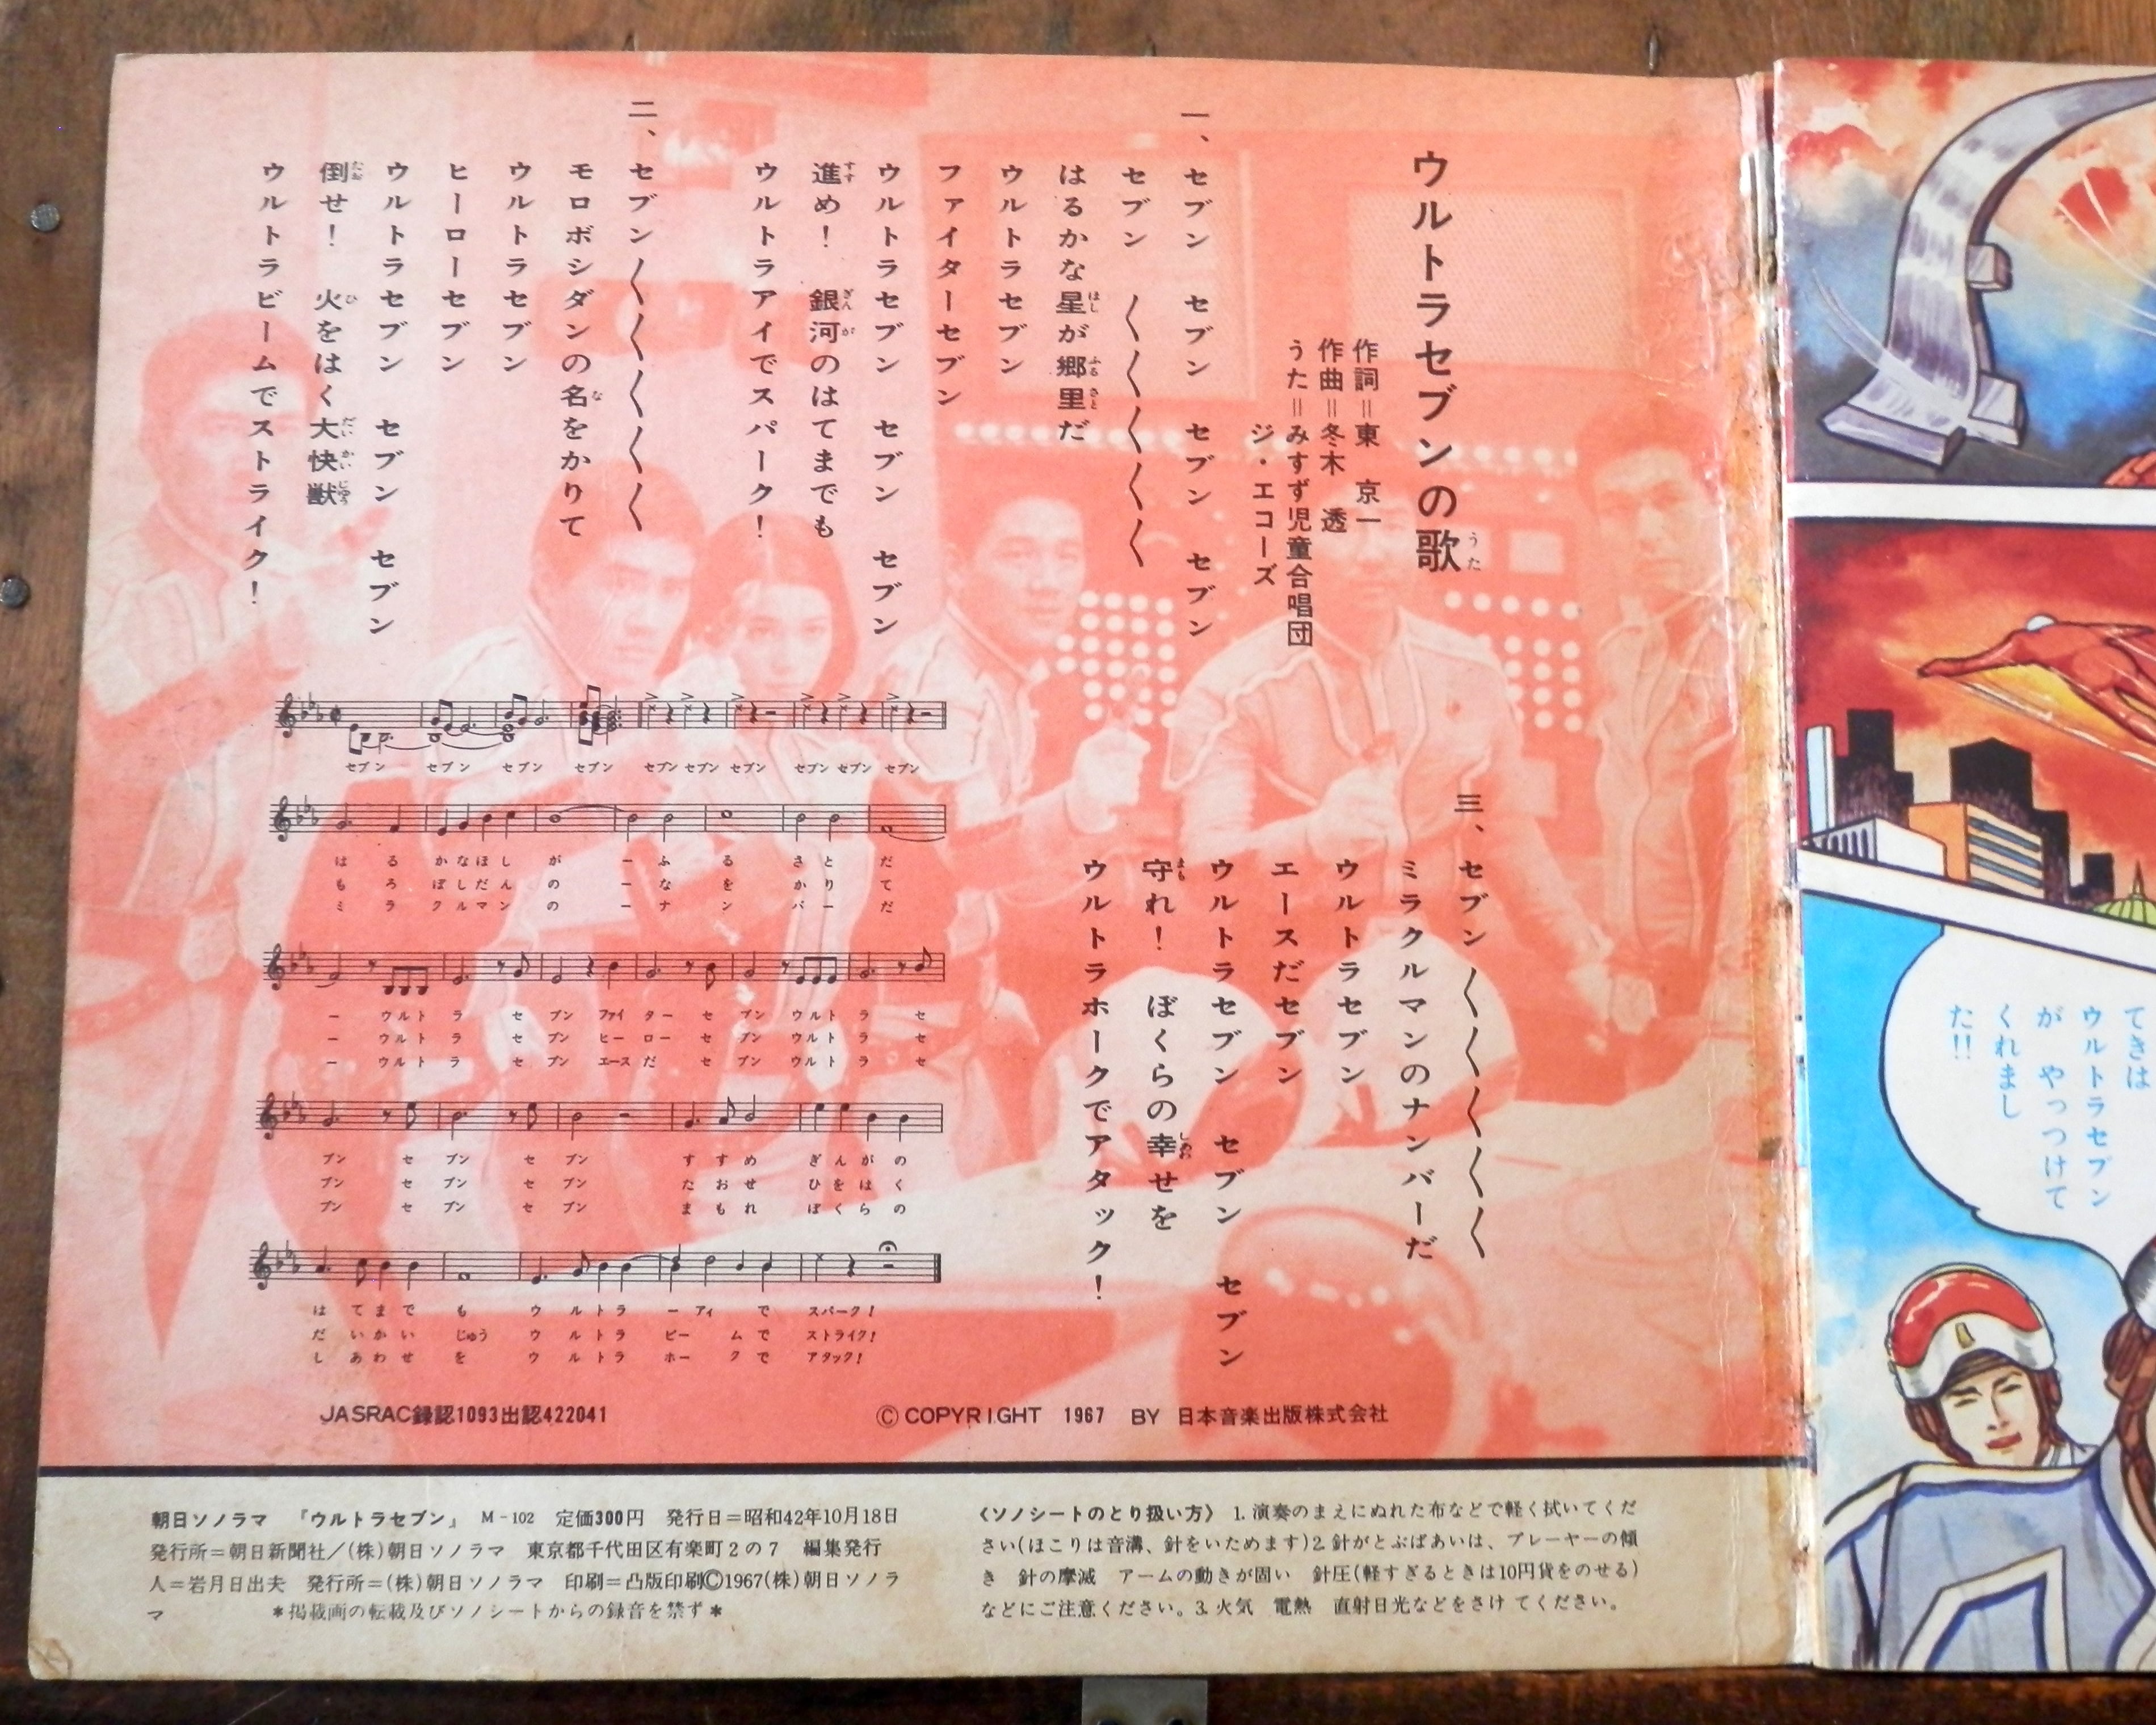 ウルトラセブンの歌
作詞=東 京一
作曲=冬木 透
うた=みすず児童合唱団
ジ・エコーズ
一、セブン セブン セブン セブン
セブン 〱〱〱〱〱
はるかな星が郷里だ
ウルトラセブン
ファイターセブン
ウルトラセブン セブン セブン
進め! 銀河のはてまでも
ウルトラアイでスパーク!
二、セブン〱〱〱〱〱
モロボシダンの名をかりて
ウルトラセブン
ヒーローセブン
ウルトラセブン セブン セブン
倒せ! 火をはく大快獣
ウルトラビームでストライク!
三、セブン〱〱〱〱〱
ミラクルマンのナンバーだ
ウルトラセブン
エースだセブン
ウルトラセブン セブン セブン
守れ! ぼくらの幸せを
ウルトラホークでアタック!
セブン セブン セブン セブン セブン セブン セブン セブン セブン セブン
は る か な ほ し が ー ふ る さ と だ
も ろ ぼ し だ ん の ー な を か り て
ミ ラ ク ル マ ン の ー ナ ン バ ー だ
ー ウルト ラ セ ブン ファイ ター セ ブン ウルト ラ セ
ー ウルト ラ セ ブン ヒー ロー セ ブン ウルト ラ セ
ー ウルト ラ セ ブン エース だ セ ブン ウルト ラ セ
ブン セ ブン セ ブン す す め ぎ ん が の
ブン セ ブン セ ブン た お せ ひ を は く
ブン セ ブン セ ブン ま も れ ぼ く ら の
は て ま で も ウ ル ト ラ ー アイ で スパーク!
だ い か い じゅう ウ ル ト ラ ビー ム で ストライク!
し あ わ せ を ウ ル ト ラ ホー ク で アタック!
JASRAC録認1093出認422041
©COPYRIGHT 1967 BY 日本音楽出版株式会社
朝日ソノラマ 『ウルトラセブン』 M-102 定価300円 発行日=昭和42年10月18日
発行所=朝日新聞社/(株)朝日ソノラマ 東京都千代田区有楽町2の7 編集発行
人=岩月日出夫 発行所=(株)朝日ソノラマ 印刷=凸版印刷©1967(株)朝日ソノラ
マ *掲載画の転載及びソノシートからの録音を禁ず*
〈ソノシートのとり扱い方〉 1.演奏のまえにぬれた布などで軽く拭いてくだ
さい(ほこりは音溝、針をいためます)2.針がとぶばあいは、プレーヤーの傾
き 針の摩滅 アームの動きが固い 針圧(軽すぎるときは10円貨をのせる)
などにご注意ください。3.火気 電熱 直射日光などをさけ てください。
てきは
ウルトラセブン
が やっつけて
くれまし
た!!